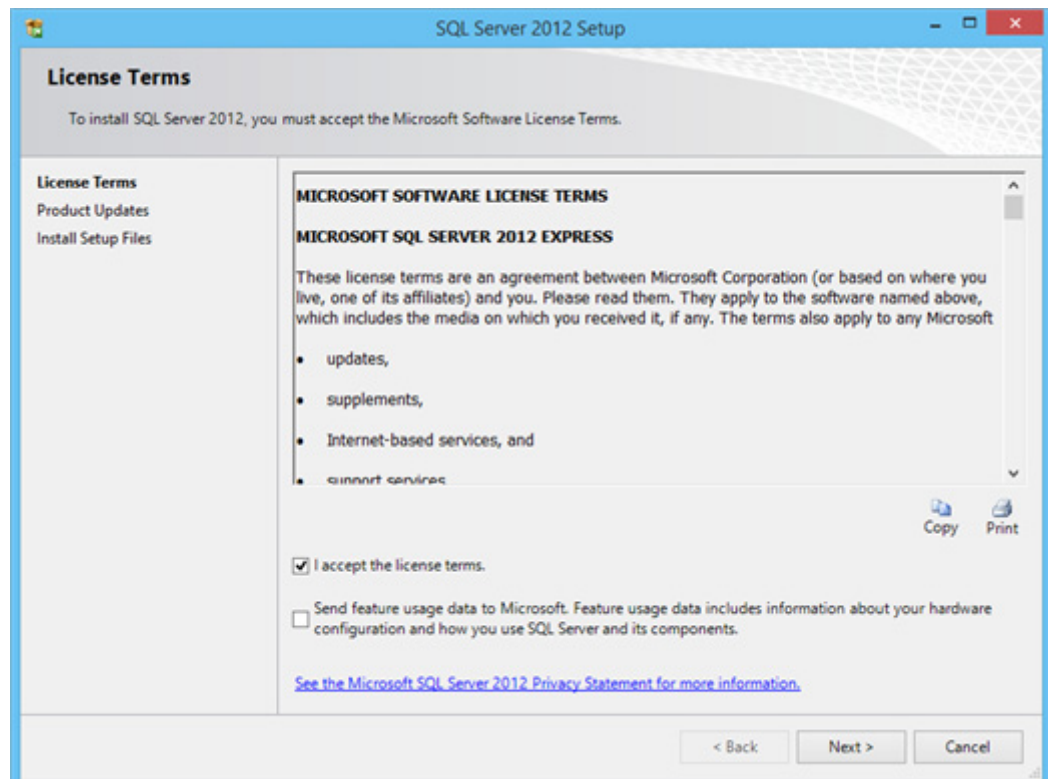 SQL Server 2012 Setup
License Terms
To install SQL Server 2012, you must accept the Microsoft Software License Terms.
License Terms
Product Updates
Install Setup Files
MICROSOFT SOFTWARE LICENSE TERMS
MICROSOFT SQL SERVER 2012 EXPRESS
These license terms are an agreement between Microsoft Corporation (or based on where you
live, one of its affiliates) and you. Please read them. They apply to the software named above,
which includes the media on which you received it, if any. The terms also apply to any Microsoft
• updates,
• supplements,
• Internet-based services, and
• support services
Copy Print
I accept the license terms.
Send feature usage data to Microsoft. Feature usage data includes information about your hardware
configuration and how you use SQL Server and its components.
See the Microsoft SQL Server 2012 Privacy Statement for more information.
< Back Next > Cancel